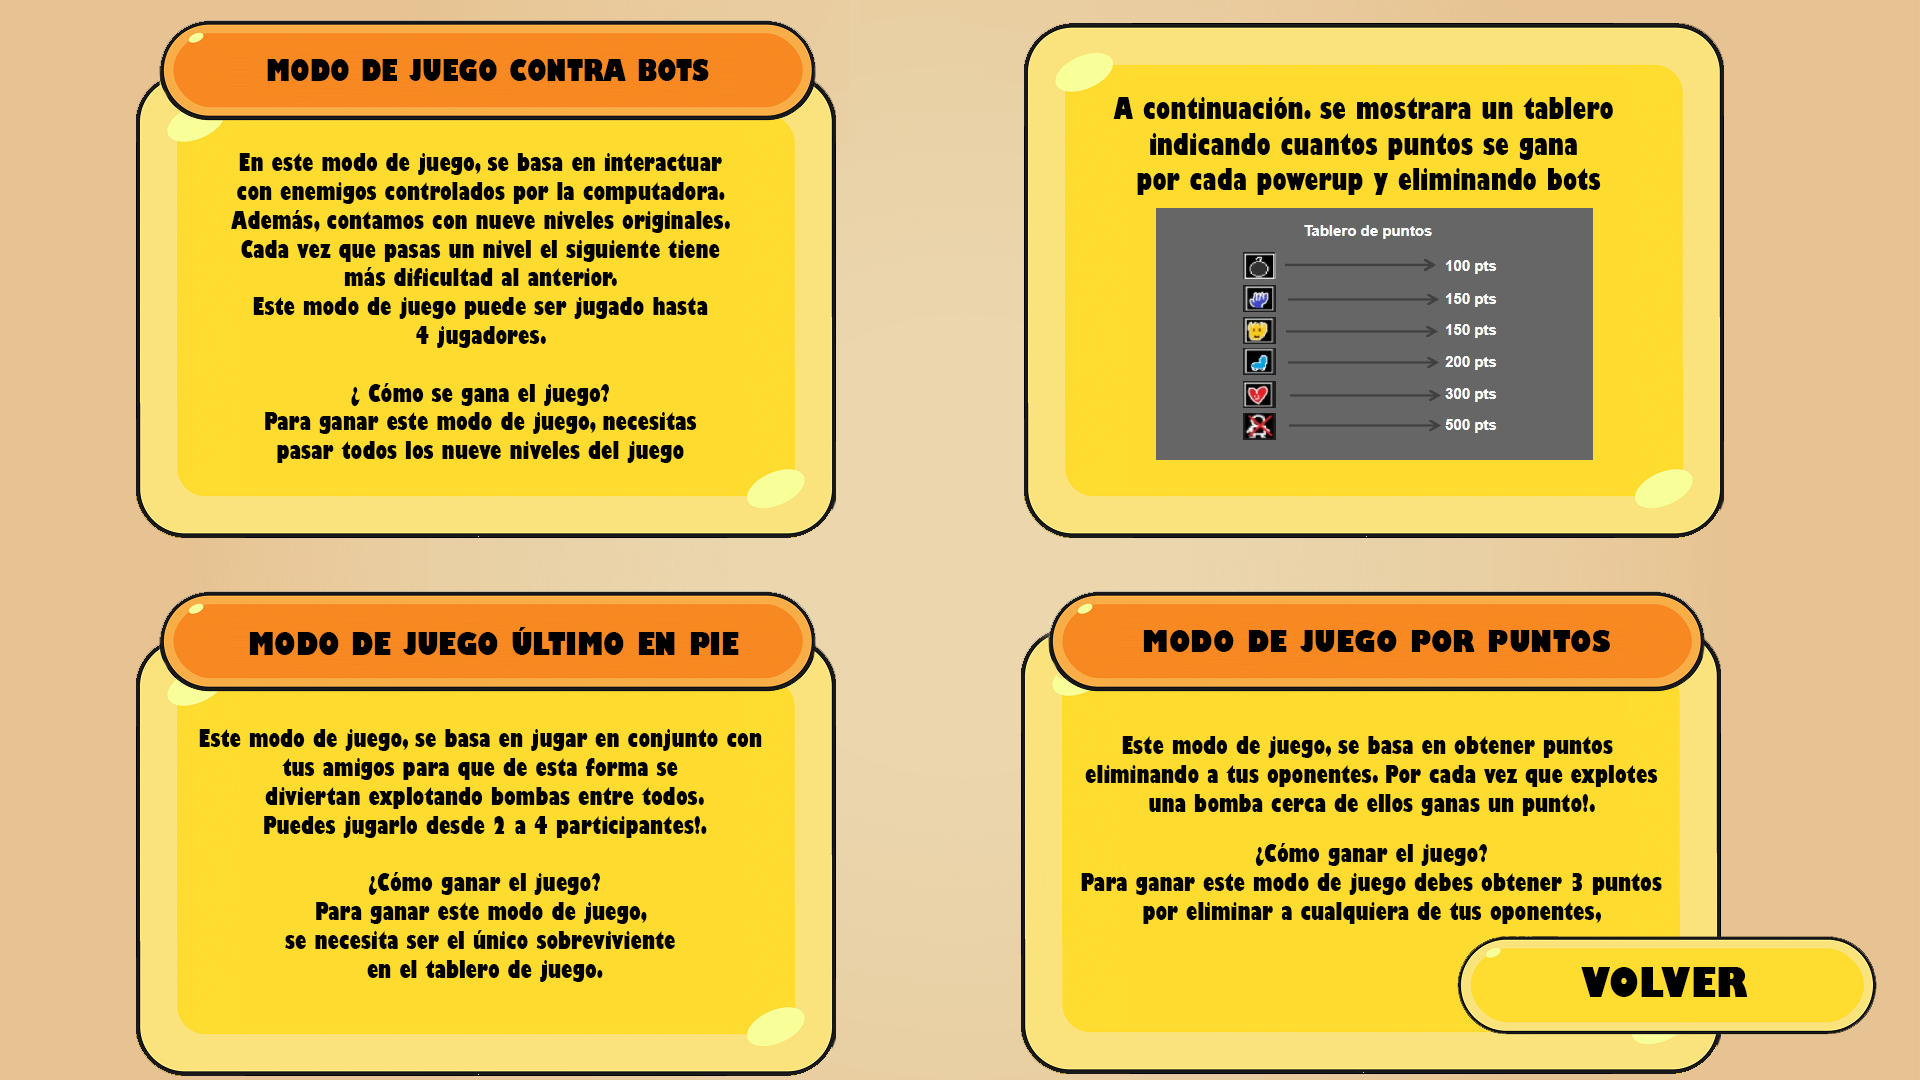 MODO DE JUEGO CONTRA BOTS
En este modo de juego, se basa en interactuar
con enemigos controlados por la computadora.
Además, contamos con nueve niveles originales.
Cada vez que pasas un nivel el siguiente tiene
más dificultad al anterior.
Este modo de juego puede ser jugado hasta
4 jugadores.
¿ Cómo se gana el juego?
Para ganar este modo de juego, necesitas
pasar todos los nueve niveles del juego
A continuación. se mostrara un tablero
indicando cuantos puntos se gana
por cada powerup y eliminando bots
Tablero de puntos
100 pts
150 pts
150 pts
200 pts
300 pts
500 pts
MODO DE JUEGO ÚLTIMO EN PIE
Este modo de juego, se basa en jugar en conjunto con
tus amigos para que de esta forma se
diviertan explotando bombas entre todos.
Puedes jugarlo desde 2 a 4 participantes!.
¿Cómo ganar el juego?
Para ganar este modo de juego,
se necesita ser el único sobreviviente
en el tablero de juego.
MODO DE JUEGO POR PUNTOS
Este modo de juego, se basa en obtener puntos
eliminando a tus oponentes. Por cada vez que explotes
una bomba cerca de ellos ganas un punto!.
¿Cómo ganar el juego?
Para ganar este modo de juego debes obtener 3 puntos
por eliminar a cualquiera de tus oponentes,
VOLVER